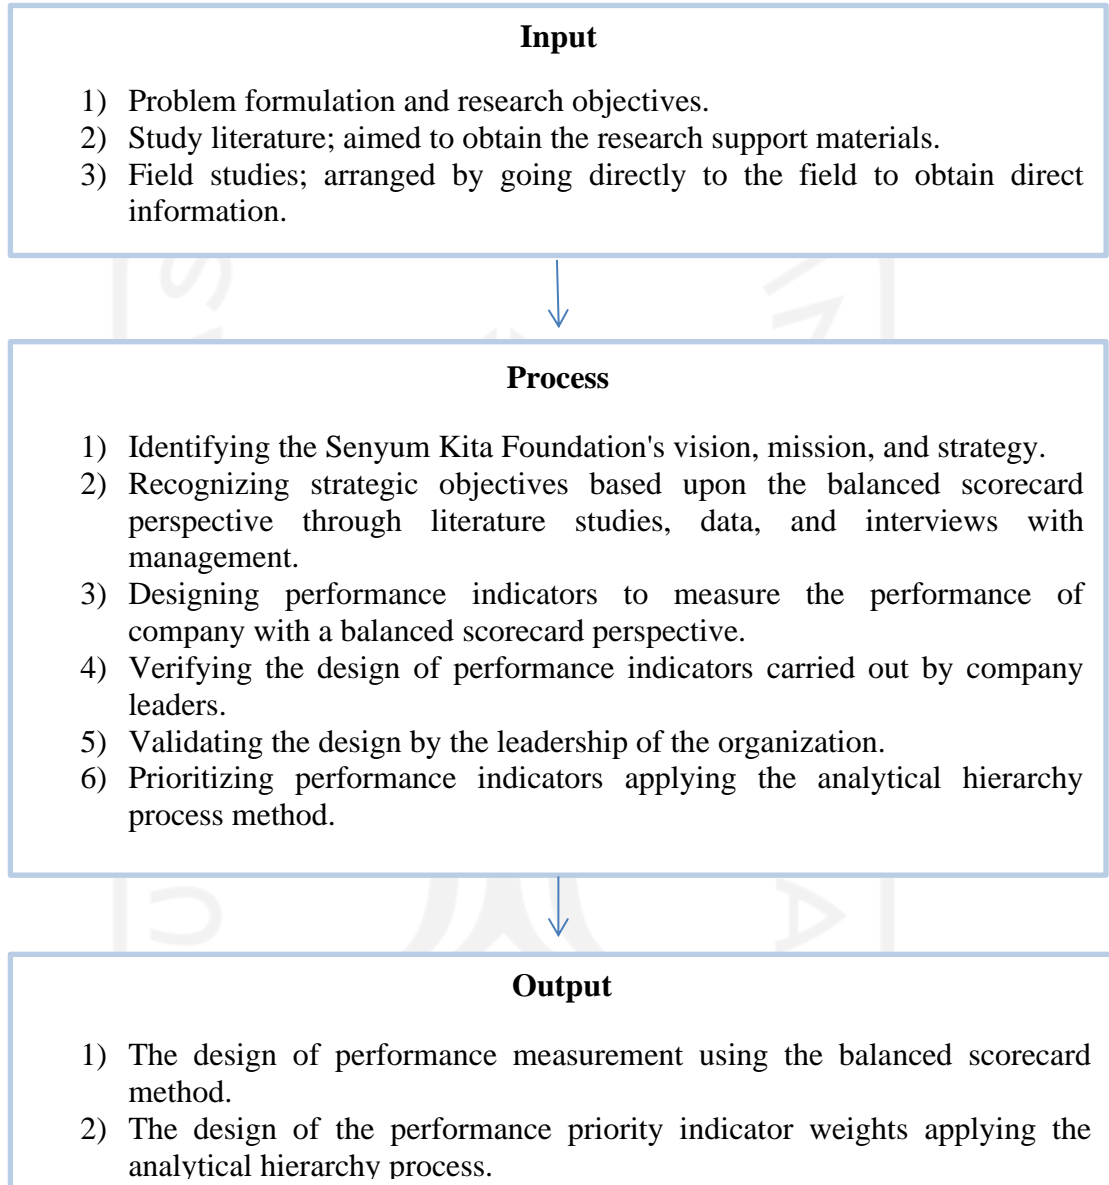 Input
1) Problem formulation and research objectives.
2) Study literature; aimed to obtain the research support materials.
3) Field studies; arranged by going directly to the field to obtain direct
information.
Process
1) Identifying the Senyum Kita Foundation's vision, mission, and strategy.
2) Recognizing strategic objectives based upon the balanced scorecard
perspective through literature studies, data, and interviews with
management.
3) Designing performance indicators to measure the performance of
company with a balanced scorecard perspective.
4) Verifying the design of performance indicators carried out by company
leaders.
5) Validating the design by the leadership of the organization.
6) Prioritizing performance indicators applying the analytical hierarchy
process method.
Output
1) The design of performance measurement using the balanced scorecard
method.
2) The design of the performance priority indicator weights applying the
analytical hierarchy process.